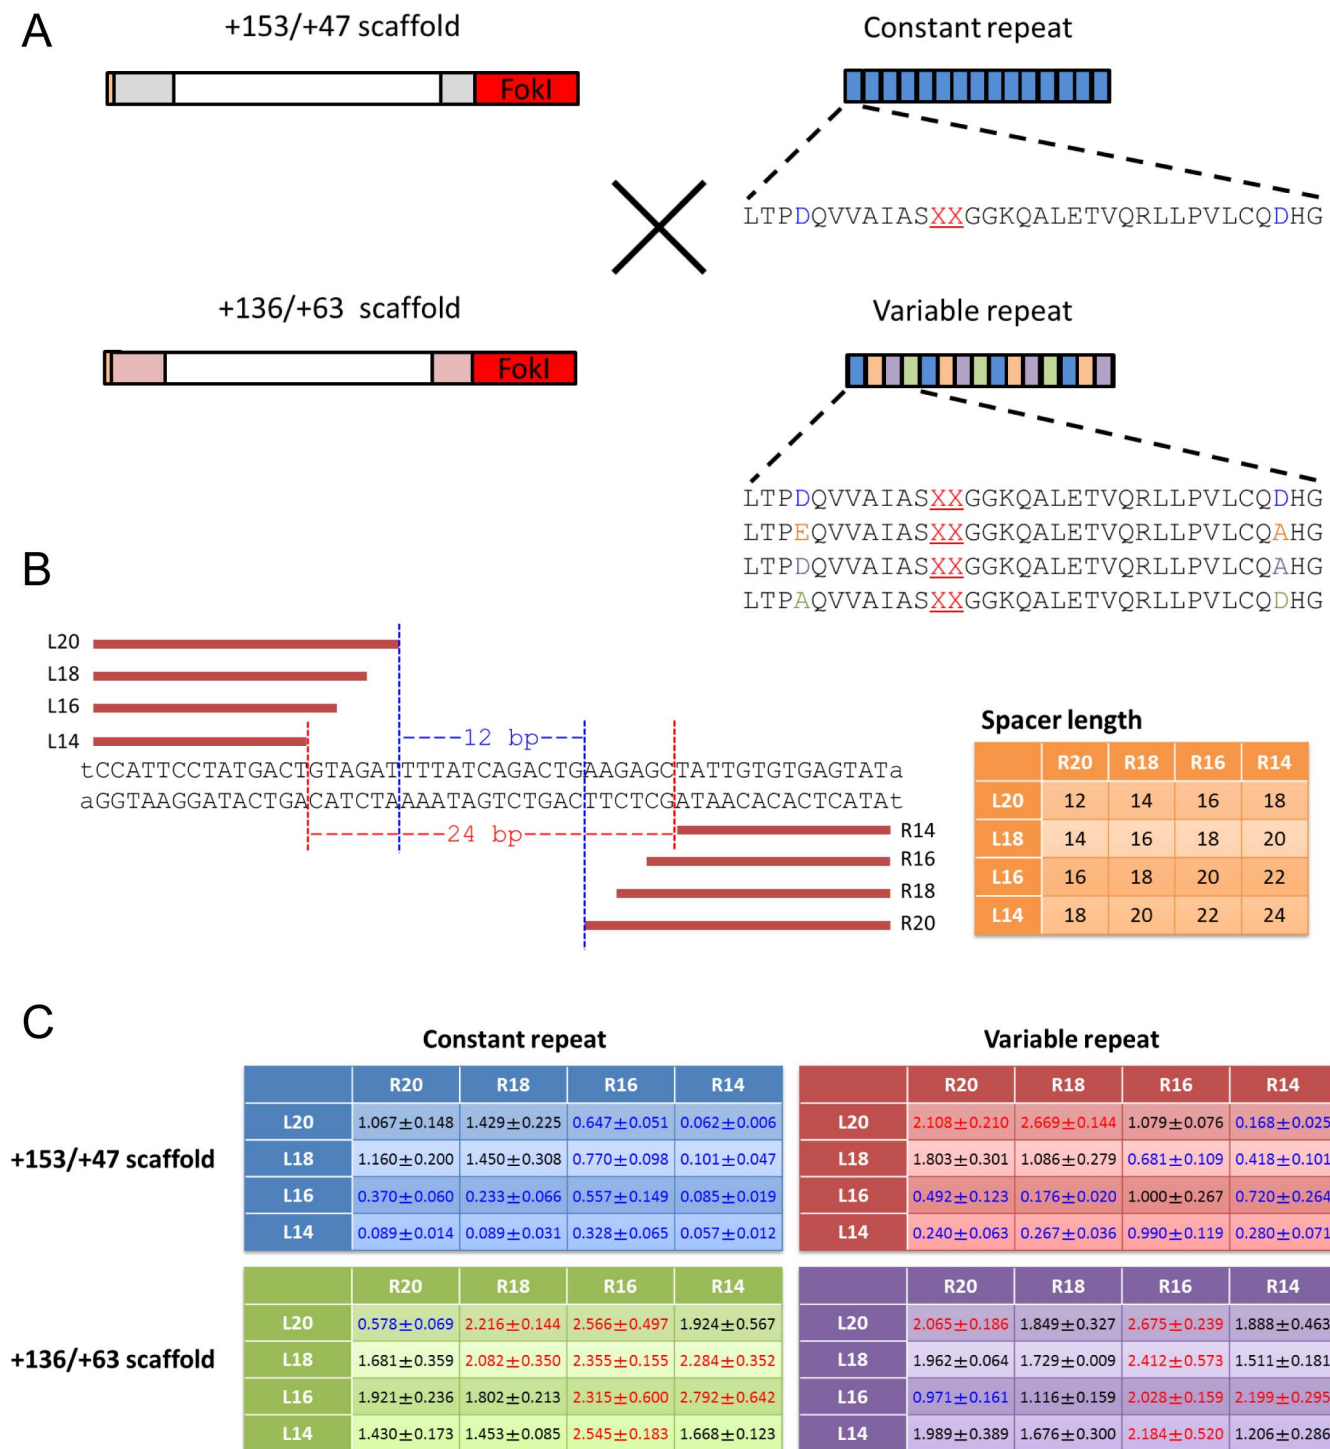 A
+153/+47 scaffold
Constant repeat
FokI
LTPDQVVAIASXXGGKQALETVQRLLPVLCQDHG
+136/+63 scaffold
Variable repeat
FokI
LTPDQVVAIASXXGGKQALETVQRLLPVLCQDHG
LTPEQVVAIASXXGGKQALETVQRLLPVLCQAHG
LTPDQVVAIASXXGGKQALETVQRLLPVLCQAHG
LTPAQVVAIASXXGGKQALETVQRLLPVLCQDHG
B
L20
L18
L16
L14
12 bp
tCCATTCCTATGACTGTAGATTTTATCAGACTGAAGAGCTATTGTGTGAGTATa
aGGTAAGGATACTGACATCTAAAATAGTCTGACTTCTCGATAACACACTCATAt
24 bp
R14
R16
R18
R20
Spacer length
R20 R18 R16 R14
L20 12 14 16 18
L18 14 16 18 20
L16 16 18 20 22
L14 18 20 22 24
C
Constant repeat
Variable repeat
+153/+47 scaffold
R20 R18 R16 R14
L20 1.067±0.148 1.429±0.225 0.647±0.051 0.062±0.006
L18 1.160±0.200 1.450±0.308 0.770±0.098 0.101±0.047
L16 0.370±0.060 0.233±0.066 0.557±0.149 0.085±0.019
L14 0.089±0.014 0.089±0.031 0.328±0.065 0.057±0.012
R20 R18 R16 R14
L20 2.108±0.210 2.669±0.144 1.079±0.076 0.168±0.025
L18 1.803±0.301 1.086±0.279 0.681±0.109 0.418±0.101
L16 0.492±0.123 0.176±0.020 1.000±0.267 0.720±0.264
L14 0.240±0.063 0.267±0.036 0.990±0.119 0.280±0.071
+136/+63 scaffold
R20 R18 R16 R14
L20 0.578±0.069 2.216±0.144 2.566±0.497 1.924±0.567
L18 1.681±0.359 2.082±0.350 2.355±0.155 2.284±0.352
L16 1.921±0.236 1.802±0.213 2.315±0.600 2.792±0.642
L14 1.430±0.173 1.453±0.085 2.545±0.183 1.668±0.123
R20 R18 R16 R14
L20 2.065±0.186 1.849±0.327 2.675±0.239 1.888±0.463
L18 1.962±0.064 1.729±0.009 2.412±0.573 1.511±0.181
L16 0.971±0.161 1.116±0.159 2.028±0.159 2.199±0.295
L14 1.989±0.389 1.676±0.300 2.184±0.520 1.206±0.286